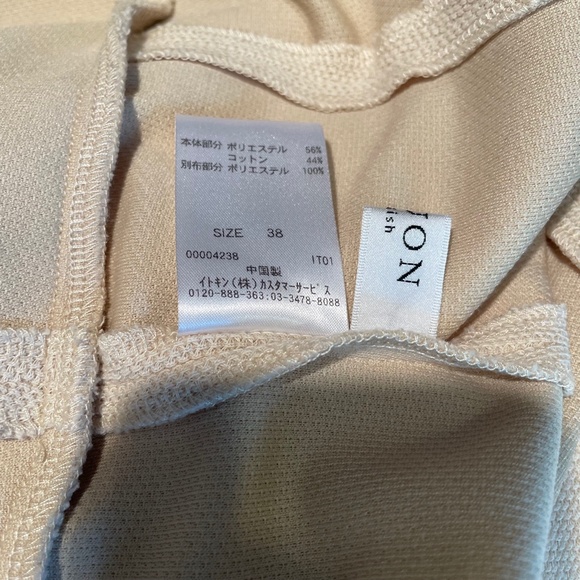 本体部分 ポリエステル 56%
コットン 44%
別布部分 ポリエステル 100%
SIZE 38
00004238 IT01
中国製
イトキン(株)カスタマーサービス
0120-888-363:03-3478-8088